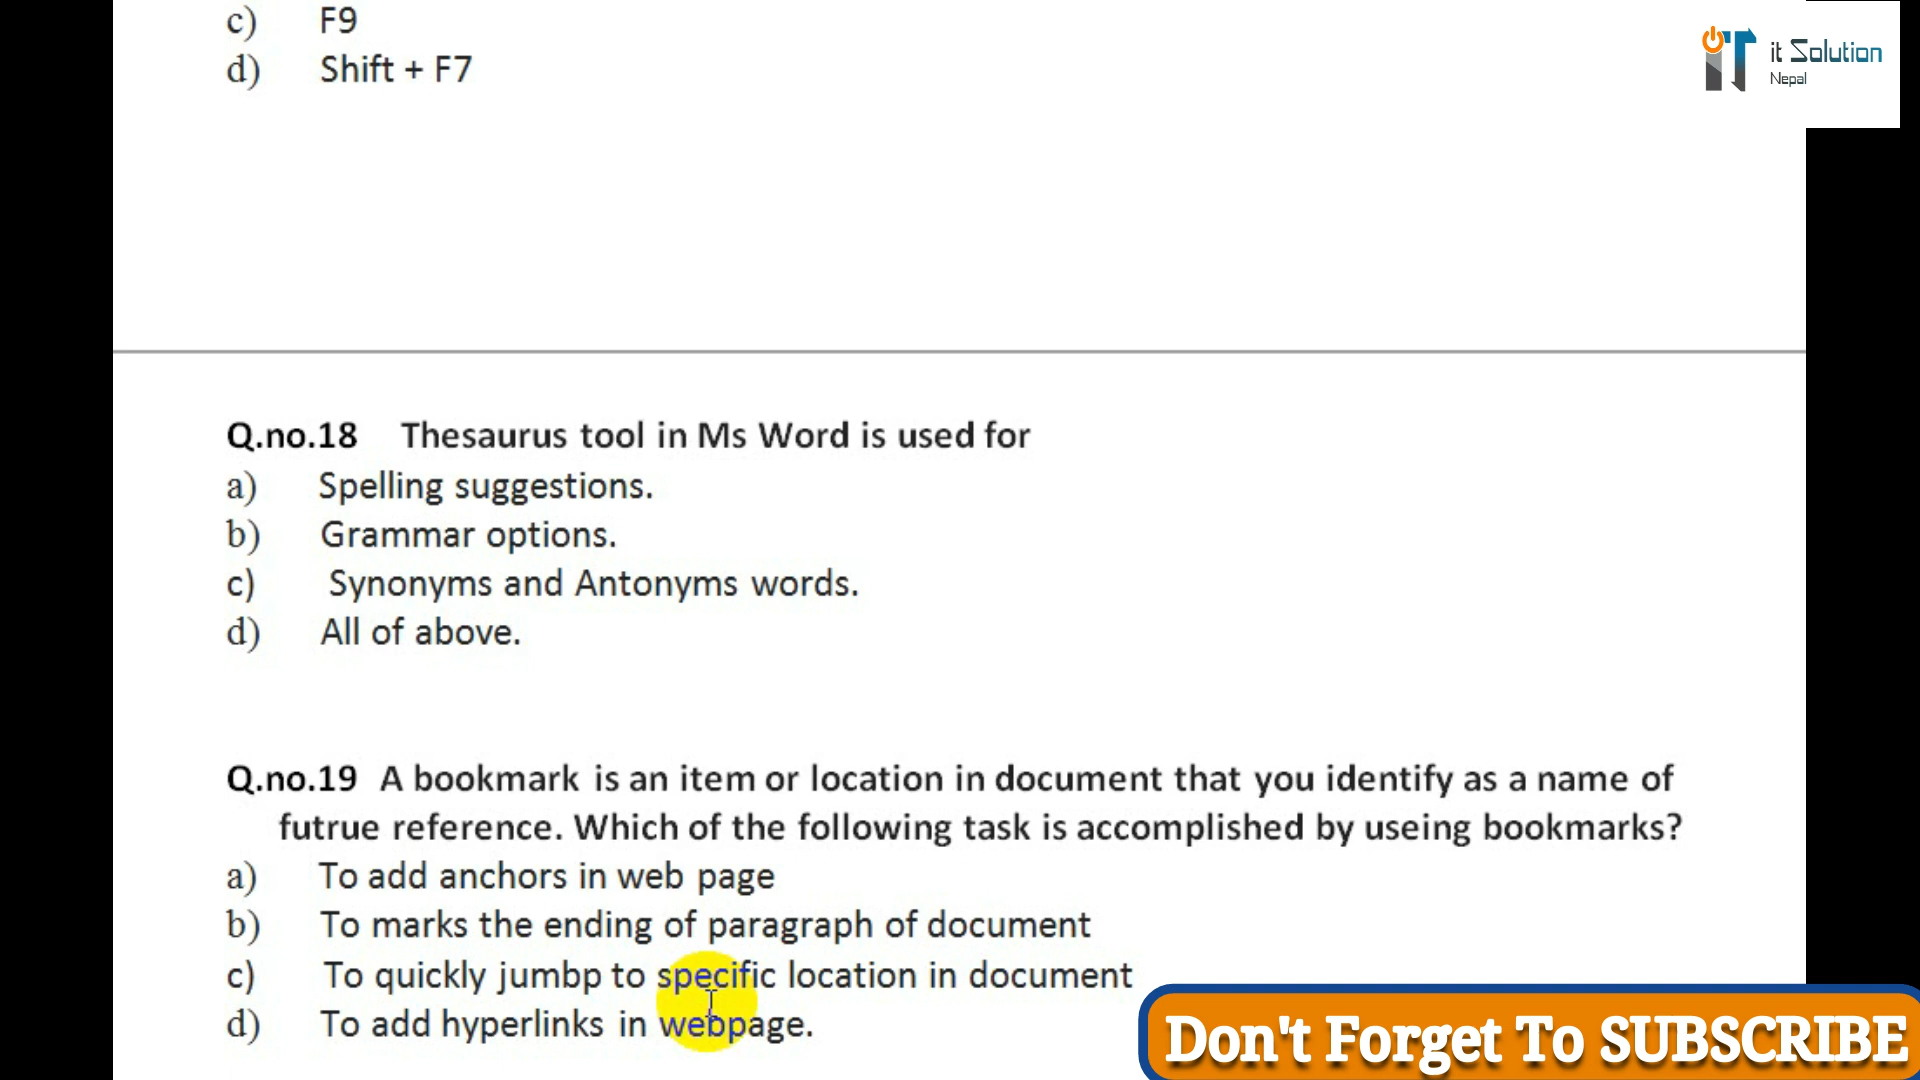 c) F9
d) Shift + F7
it Solution
Nepal
Q.no.18 Thesaurus tool in Ms Word is used for
a) Spelling suggestions.
b) Grammar options.
c) Synonyms and Antonyms words.
d) All of above.
Q.no.19 A bookmark is an item or location in document that you identify as a name of
futrue reference. Which of the following task is accomplished by useing bookmarks?
a) To add anchors in web page
b) To marks the ending of paragraph of document
c) To quickly jumbp to specific location in document
d) To add hyperlinks in webpage.
Don't Forget To SUBSCRIBE